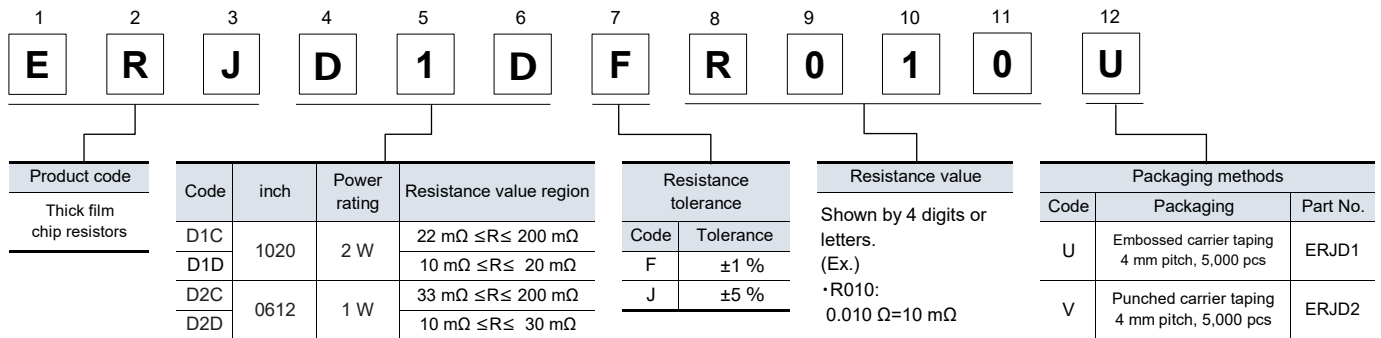 1 2 3 4 5 6 7 8 9 10 11 12
E R J D 1 D F R 0 1 0 U
Product code
Thick film
chip resistors
Code inch Power rating Resistance value region
D1C 1020 2 W 22 mΩ ≤R≤ 200 mΩ
D1D 10 mΩ ≤R≤ 20 mΩ
D2C 0612 1 W 33 mΩ ≤R≤ 200 mΩ
D2D 10 mΩ ≤R≤ 30 mΩ
Resistance
tolerance
Code Tolerance
F ±1 %
J ±5 %
Resistance value
Shown by 4 digits or
letters.
(Ex.)
・R010:
0.010 Ω=10 mΩ
Packaging methods
Code Packaging Part No.
U Embossed carrier taping 4 mm pitch, 5,000 pcs ERJD1
V Punched carrier taping 4 mm pitch, 5,000 pcs ERJD2